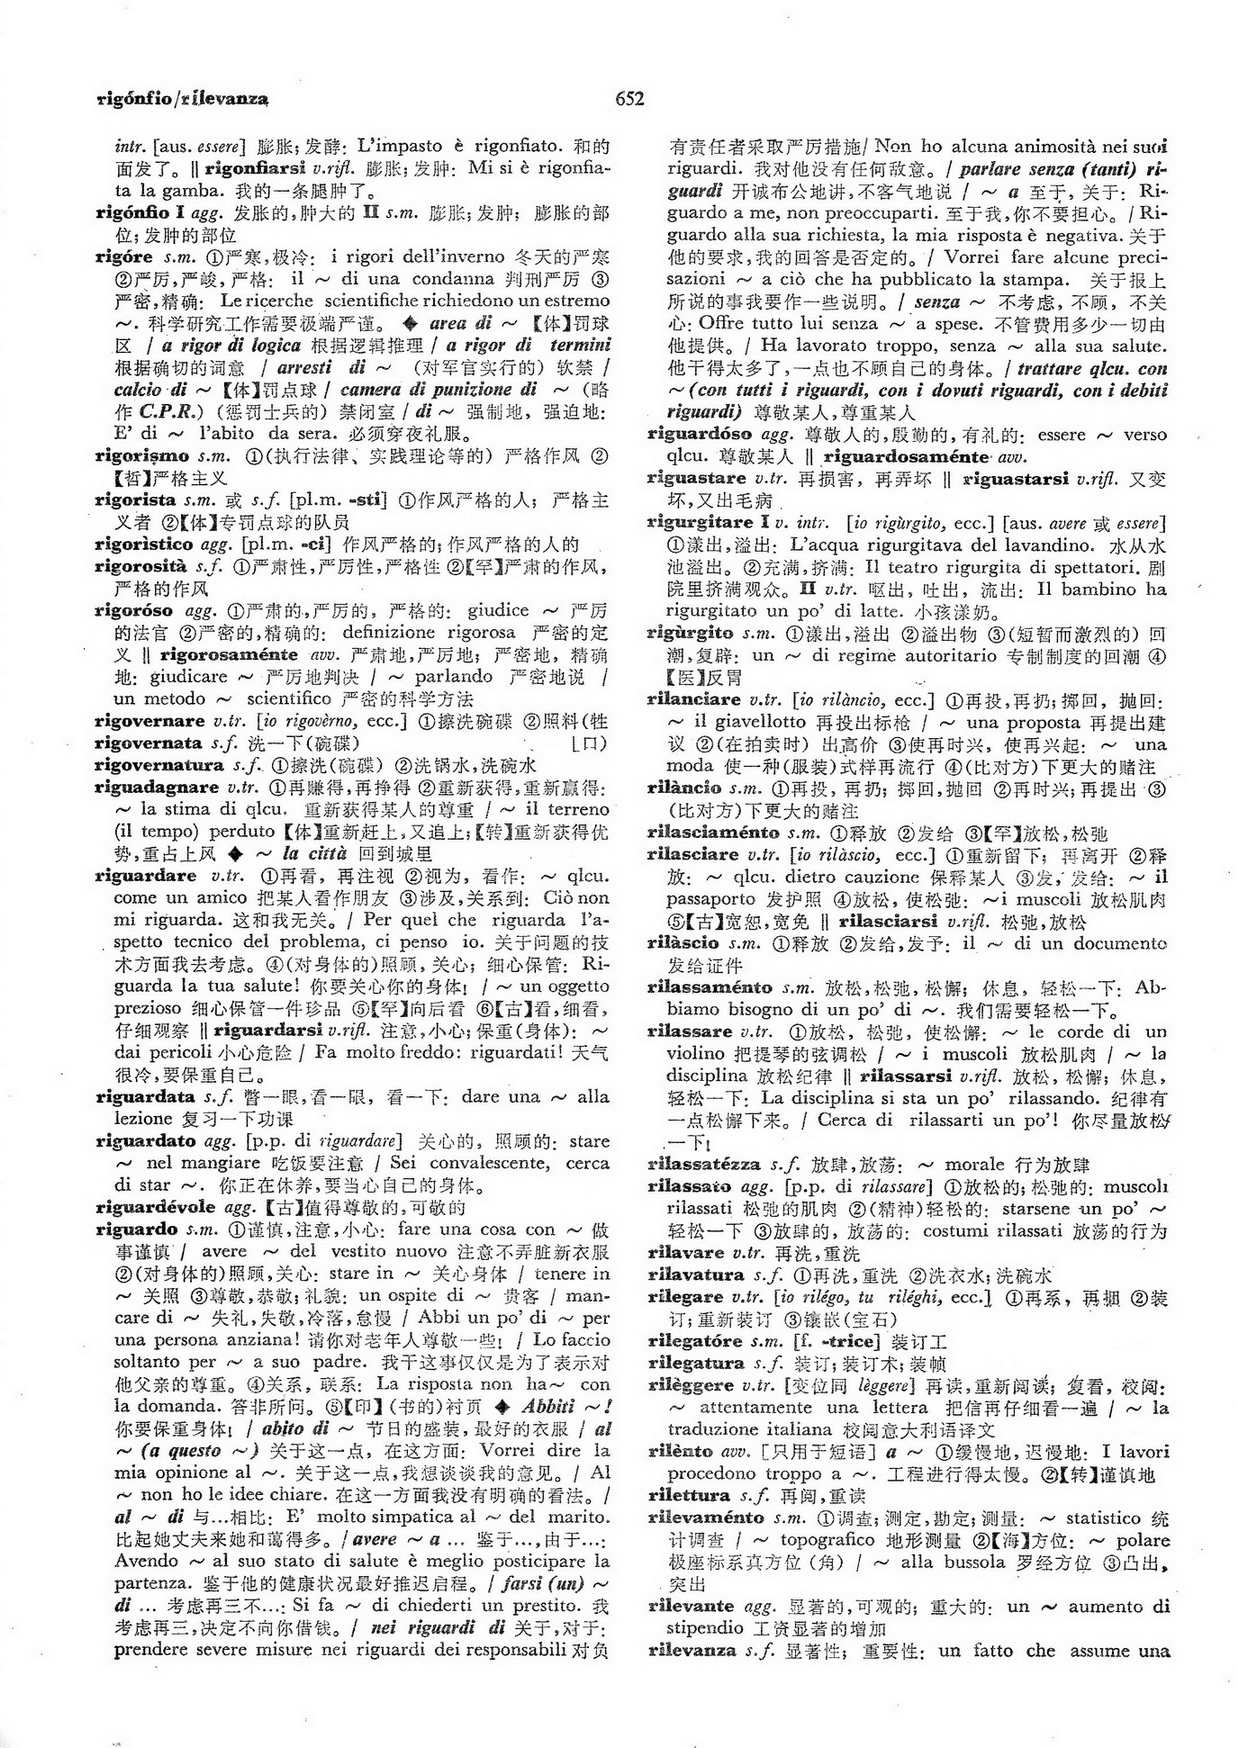 rigónfio/rilevanza
652
intr. [aus. essere] 膨胀;发酵: L'impasto è rigonfiato. 和的
面发了。‖ rigonfiarsi v.rifl. 膨胀;发肿: Mi si è rigonfia-
ta la gamba. 我的一条腿肿了。
rigónfio I agg. 发胀的,肿大的 II s.m. 膨胀;发肿; 膨胀的部
位;发肿的部位
rigóre s.m. ①严寒,极冷: i rigori dell'inverno 冬天的严寒
②严厉,严峻,严格: il ～ di una condanna 判刑严厉 ③
严密,精确: Le ricerche scientifiche richiedono un estremo
～. 科学研究工作需要极端严谨。 ◆ area di ～ 【体】罚球
区 / a rigor di logica 根据逻辑推理 / a rigor di termini
根据确切的词意 / arresti di ～ (对军官实行的) 软禁 /
calcio di ～【体】罚点球 / camera di punizione di ～ (略
作 C.P.R.) (惩罚士兵的) 禁闭室 / di ～ 强制地, 强迫地:
E' di ～ l'abito da sera. 必须穿夜礼服。
rigorismo s.m. ①(执行法律、实践理论等的) 严格作风 ②
【哲】严格主义
rigorista s.m. 或 s.f. [pl.m. -sti] ①作风严格的人; 严格主
义者 ②【体】专罚点球的队员
rigorìstico agg. [pl.m. -ci] 作风严格的;作风严格的人的
rigorosità s.f. ①严肃性,严厉性,严格性 ②【罕】严肃的作风,
严格的作风
rigoróso agg. ①严肃的,严厉的, 严格的: giudice ～ 严厉
的法官 ②严密的,精确的: definizione rigorosa 严密的定
义 ‖ rigorosaménte avv. 严肃地,严厉地; 严密地, 精确
地: giudicare ～ 严厉地判决 / ～ parlando 严密地说 /
un metodo ～ scientifico 严密的科学方法
rigovernare v.tr. [io rigovèrno, ecc.] ①擦洗碗碟 ②照料(牲
rigovernata s.f. 洗一下(碗碟) ⌊口)
rigovernatura s.f. ①擦洗(碗碟) ②洗锅水,洗碗水
riguadagnare v.tr. ①再赚得,再挣得 ②重新获得,重新赢得:
～ la stima di qlcu. 重新获得某人的尊重 / ～ il terreno
(il tempo) perduto【体】重新赶上,又追上;【转】重新获得优
势,重占上风 ◆ ～ la città 回到城里
riguardare v.tr. ①再看, 再注视 ②视为, 看作: ～ qlcu.
come un amico 把某人看作朋友 ③涉及,关系到: Ciò non
mi riguarda. 这和我无关。/ Per quel che riguarda l'a-
spetto tecnico del problema, ci penso io. 关于问题的技
术方面我去考虑。④(对身体的)照顾,关心; 细心保管: Ri-
guarda la tua salute! 你要关心你的身体! / ～ un oggetto
prezioso 细心保管一件珍品 ⑤【罕】向后看 ⑥【古】看,细看,
仔细观察 ‖ riguardarsi v.rifl. 注意,小心;保重(身体): ～
dai pericoli 小心危险 / Fa molto freddo: riguardati! 天气
很冷,要保重自己。
riguardata s.f. 瞥一眼,看一眼, 看一下: dare una ～ alla
lezione 复习一下功课
riguardato agg. [p.p. di riguardare] 关心的, 照顾的: stare
～ nel mangiare 吃饭要注意 / Sei convalescente, cerca
di star ～. 你正在休养,要当心自己的身体。
riguardévole agg.【古】值得尊敬的,可敬的
riguardo s.m. ①谨慎,注意,小心: fare una cosa con ～ 做
事谨慎 / avere ～ del vestito nuovo 注意不弄脏新衣服
②(对身体的)照顾,关心: stare in ～ 关心身体 / tenere in
～ 关照 ③尊敬,恭敬;礼貌: un ospite di ～ 贵客 / man-
care di ～ 失礼,失敬,冷落,怠慢 / Abbi un po' di ～ per
una persona anziana! 请你对老年人尊敬一些! / Lo faccio
soltanto per ～ a suo padre. 我干这事仅仅是为了表示对
他父亲的尊重。④关系, 联系: La risposta non ha～ con
la domanda. 答非所问。⑤【印】(书的)衬页 ◆ Abbiti ～!
你要保重身体! / abito di ～ 节日的盛装,最好的衣服 / al
～ (a questo ～) 关于这一点, 在这方面: Vorrei dire la
mia opinione al ～. 关于这一点,我想谈谈我的意见。/ Al
～ non ho le idee chiare. 在这一方面我没有明确的看法。/
al ～ di 与...相比: E' molto simpatica al ～ del marito.
比起她丈夫来她和蔼得多。/ avere ～ a ... 鉴于...,由于...:
Avendo ～ al suo stato di salute è meglio posticipare la
partenza. 鉴于他的健康状况最好推迟启程。/ farsi (un) ～
di ... 考虑再三不...: Si fa ～ di chiederti un prestito. 我
考虑再三,决定不向你借钱。/ nei riguardi di 关于,对于:
prendere severe misure nei riguardi dei responsabili 对负
有责任者采取严厉措施/ Non ho alcuna animosità nei suoi
riguardi. 我对他没有任何敌意。/ parlare senza (tanti) ri-
guardi 开诚布公地讲,不客气地说 / ～ a 至于, 关于: Ri-
guardo a me, non preoccuparti. 至于我,你不要担心。/ Ri-
guardo alla sua richiesta, la mia risposta è negativa. 关于
他的要求,我的回答是否定的。/ Vorrei fare alcune preci-
sazioni ～ a ciò che ha pubblicato la stampa. 关于报上
所说的事我要作一些说明。/ senza ～ 不考虑, 不顾, 不关
心: Offre tutto lui senza ～ a spese. 不管费用多少一切由
他提供。/ Ha lavorato troppo, senza ～ alla sua salute.
他干得太多了,一点也不顾自己的身体。/ trattare qlcu. con
～ (con tutti i riguardi, con i dovuti riguardi, con i debiti
riguardi) 尊敬某人,尊重某人
riguardóso agg. 尊敬人的,殷勤的,有礼的: essere ～ verso
qlcu. 尊敬某人 ‖ riguardosaménte avv.
riguastare v.tr. 再损害, 再弄坏 ‖ riguastarsi v.rifl. 又变
坏,又出毛病
rigurgitare I v. intr. [io rigùrgito, ecc.] [aus. avere 或 essere]
①漾出,溢出: L'acqua rigurgitava del lavandino. 水从水
池溢出。②充满,挤满: Il teatro rigurgita di spettatori. 剧
院里挤满观众。II v.tr. 呕出, 吐出, 流出: Il bambino ha
rigurgitato un po' di latte. 小孩漾奶。
rigùrgito s.m. ①漾出,溢出 ②溢出物 ③(短暂而激烈的) 回
潮,复辟: un ～ di regime autoritario 专制制度的回潮 ④
【医】反胃
rilanciare v.tr. [io rilàncio, ecc.] ①再投,再扔;掷回, 抛回:
～ il giavellotto 再投出标枪 / ～ una proposta 再提出建
议 ②(在拍卖时) 出高价 ③使再时兴, 使再兴起: ～ una
moda 使一种(服装)式样再流行 ④(比对方)下更大的赌注
rilàncio s.m. ①再投, 再扔; 掷回,抛回 ②再时兴;再提出 ③
(比对方)下更大的赌注
rilasciaménto s.m. ①释放 ②发给 ③【罕】放松,松弛
rilasciare v.tr. [io rilàscio, ecc.] ①重新留下; 再离开 ②释
放: ～ qlcu. dietro cauzione 保释某人 ③发, 发给: ～ il
passaporto 发护照 ④放松, 使松弛: ～i muscoli 放松肌肉
⑤【古】宽恕,宽免 ‖ rilasciarsi v.rifl. 松弛,放松
rilàscio s.m. ①释放 ②发给,发予: il ～ di un documento
发给证件
rilassaménto s.m. 放松,松弛,松懈; 休息, 轻松一下: Ab-
biamo bisogno di un po' di ～. 我们需要轻松一下。
rilassare v.tr. ①放松, 松弛, 使松懈: ～ le corde di un
violino 把提琴的弦调松 / ～ i muscoli 放松肌肉 / ～ la
disciplina 放松纪律 ‖ rilassarsi v.rifl. 放松, 松懈; 休息,
轻松一下: La disciplina si sta un po' rilassando. 纪律有
一点松懈下来。/ Cerca di rilassarti un po'! 你尽量放松
一下!
rilassatézza s.f. 放肆,放荡: ～ morale 行为放肆
rilassato agg. [p.p. di rilassare] ①放松的;松弛的: muscoli
rilassati 松弛的肌肉 ②(精神)轻松的: starsene un po' ～
轻松一下 ③放肆的, 放荡的: costumi rilassati 放荡的行为
rilavare v.tr. 再洗,重洗
rilavatura s.f. ①再洗,重洗 ②洗衣水;洗碗水
rilegare v.tr. [io rilégo, tu riléghi, ecc.] ①再系, 再捆 ②装
订;重新装订 ③镶嵌(宝石)
rilegatóre s.m. [f. -trice] 装订工
rilegatura s.f. 装订;装订术;装帧
rilèggere v.tr. [变位同 lèggere] 再读,重新阅读; 复看, 校阅:
～ attentamente una lettera 把信再仔细看一遍 / ～ la
traduzione italiana 校阅意大利语译文
rilènto avv. [只用于短语] a ～ ①缓慢地,迟慢地: I lavori
procedono troppo a ～. 工程进行得太慢。②【转】谨慎地
rilettura s.f. 再阅,重读
rilevaménto s.m. ①调查;测定,勘定;测量: ～ statistico 统
计调查 / ～ topografico 地形测量 ②【海】方位: ～ polare
极座标系真方位 (角) / ～ alla bussola 罗经方位 ③凸出,
突出
rilevante agg. 显著的,可观的; 重大的: un ～ aumento di
stipendio 工资显著的增加
rilevanza s.f. 显著性; 重要性: un fatto che assume una